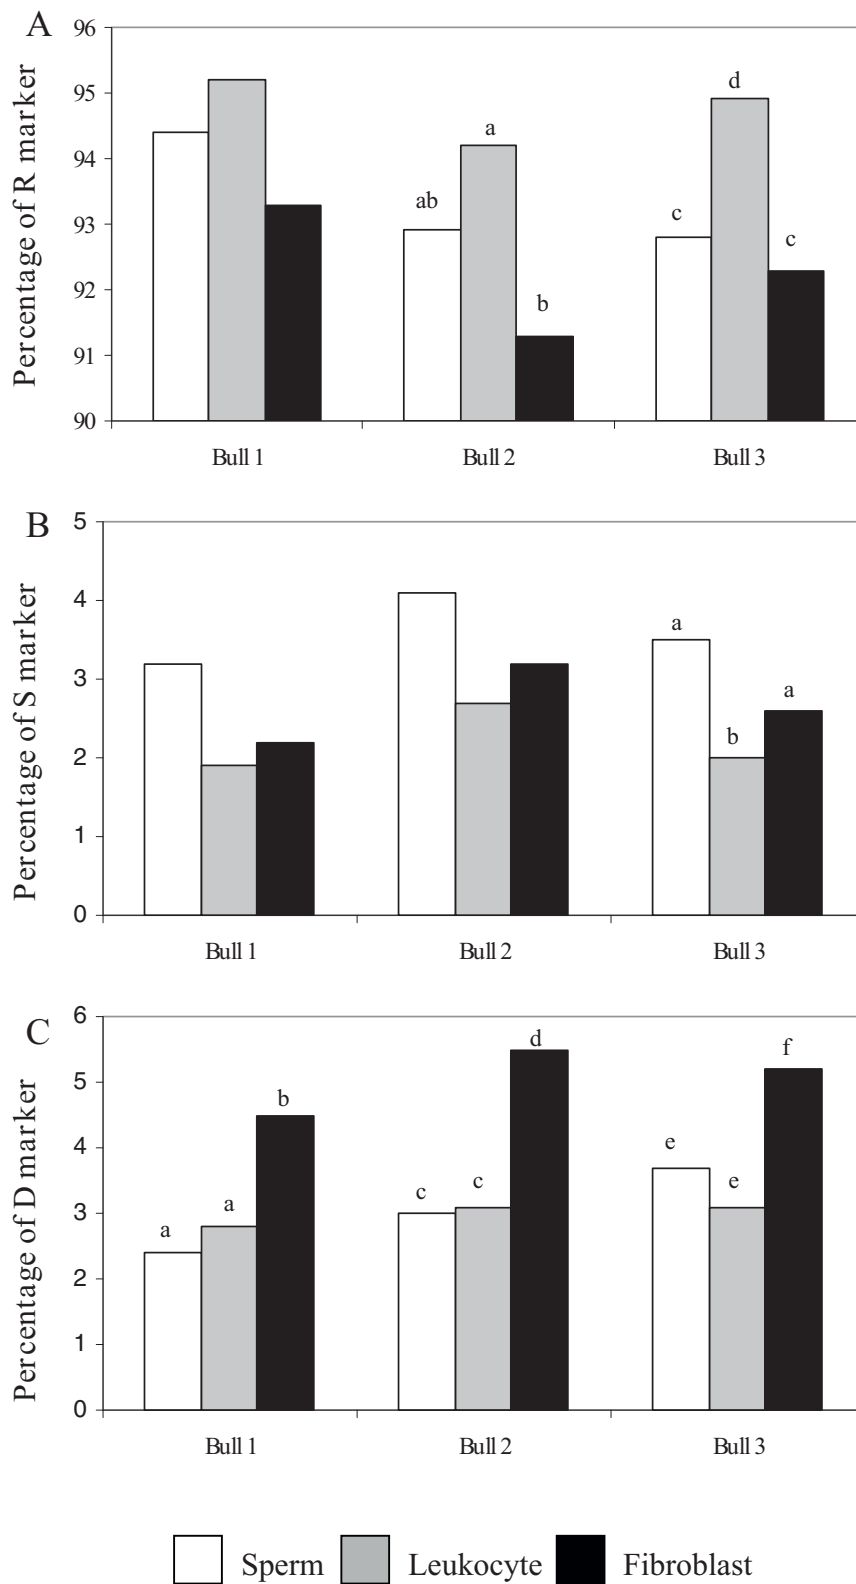 A
Percentage of R marker
96
95
94
93
92
91
90
ab
a
b
c
d
c
Bull 1
Bull 2
Bull 3
B
Percentage of S marker
5
4
3
2
1
0
a
b
a
Bull 1
Bull 2
Bull 3
C
Percentage of D marker
6
5
4
3
2
1
0
a
a
b
c
c
d
e
e
f
Bull 1
Bull 2
Bull 3
Sperm Leukocyte Fibroblast